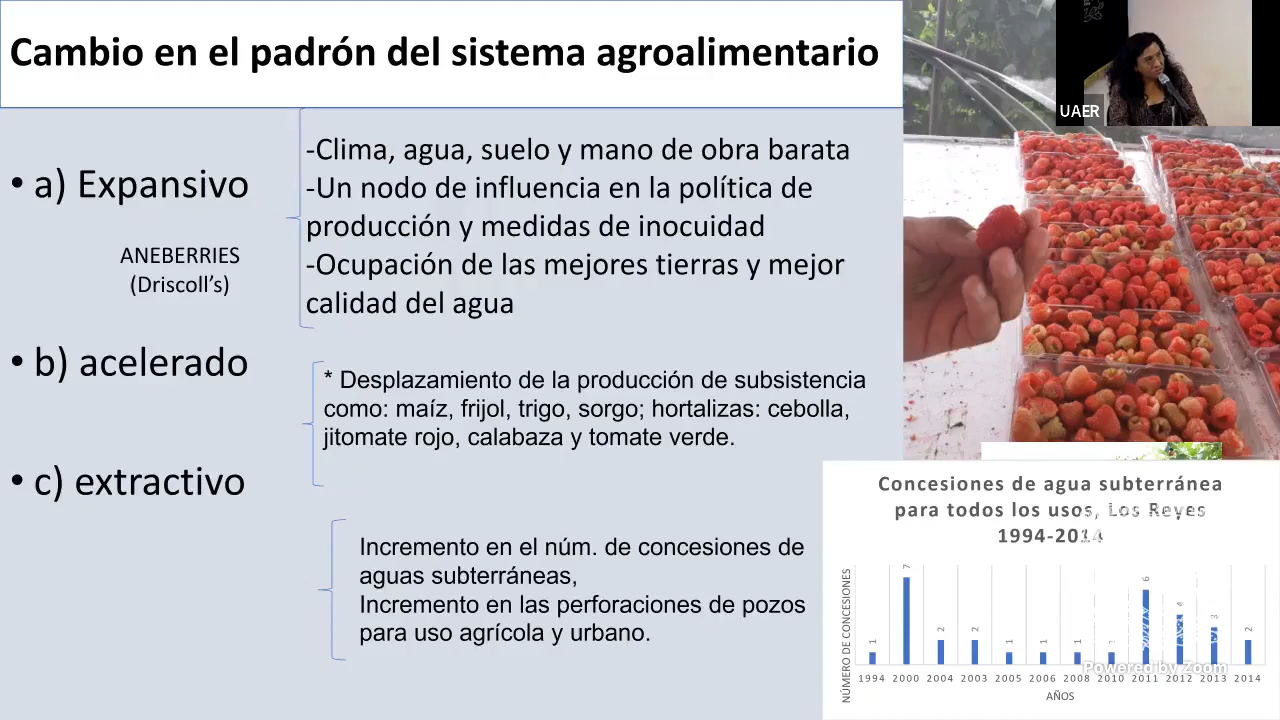 Cambio en el padrón del sistema agroalimentario
UAER
• a) Expansivo
ANEBERRIES
(Driscoll's)
-Clima, agua, suelo y mano de obra barata
-Un nodo de influencia en la política de
producción y medidas de inocuidad
-Ocupación de las mejores tierras y mejor
calidad del agua
• b) acelerado
* Desplazamiento de la producción de subsistencia
como: maíz, frijol, trigo, sorgo; hortalizas: cebolla,
jitomate rojo, calabaza y tomate verde.
• c) extractivo
Incremento en el núm. de concesiones de
aguas subterráneas,
Incremento en las perforaciones de pozos
para uso agrícola y urbano.
Concesiones de agua subterránea
para todos los usos, Los Reyes
1994-2014
NÚMERO DE CONCESIONES
1 7 2 2 1 1 1 1 6 4 3 2
1994 2000 2004 2003 2005 2006 2008 2010 2011 2012 2013 2014
AÑOS
Powered by Zoom